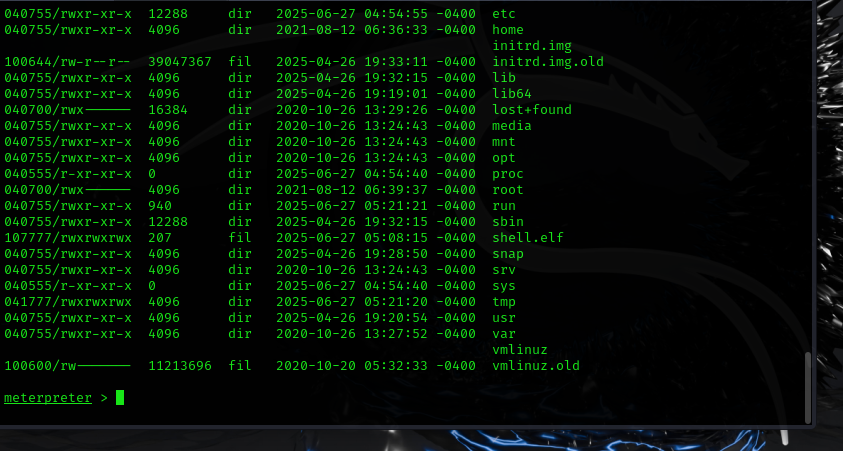 040755/rwxr-xr-x  12288     dir   2025-06-27 04:54:55 -0400  etc
040755/rwxr-xr-x  4096      dir   2021-08-12 06:36:33 -0400  home
initrd.img
100644/rw-r--r--  39047367  fil   2025-04-26 19:33:11 -0400  initrd.img.old
040755/rwxr-xr-x  4096      dir   2025-04-26 19:32:15 -0400  lib
040755/rwxr-xr-x  4096      dir   2025-04-26 19:19:01 -0400  lib64
040700/rwx------  16384     dir   2020-10-26 13:29:26 -0400  lost+found
040755/rwxr-xr-x  4096      dir   2020-10-26 13:24:43 -0400  media
040755/rwxr-xr-x  4096      dir   2020-10-26 13:24:43 -0400  mnt
040755/rwxr-xr-x  4096      dir   2020-10-26 13:24:43 -0400  opt
040555/r-xr-xr-x  0         dir   2025-06-27 04:54:40 -0400  proc
040700/rwx------  4096      dir   2021-08-12 06:39:37 -0400  root
040755/rwxr-xr-x  940       dir   2025-06-27 05:21:21 -0400  run
040755/rwxr-xr-x  12288     dir   2025-04-26 19:32:15 -0400  sbin
107777/rwxrwxrwx  207       fil   2025-06-27 05:08:15 -0400  shell.elf
040755/rwxr-xr-x  4096      dir   2025-04-26 19:28:50 -0400  snap
040755/rwxr-xr-x  4096      dir   2020-10-26 13:24:43 -0400  srv
040555/r-xr-xr-x  0         dir   2025-06-27 04:54:40 -0400  sys
041777/rwxrwxrwx  4096      dir   2025-06-27 05:21:20 -0400  tmp
040755/rwxr-xr-x  4096      dir   2025-04-26 19:20:54 -0400  usr
040755/rwxr-xr-x  4096      dir   2020-10-26 13:27:52 -0400  var
vmlinuz
100600/rw-------  11213696  fil   2020-10-20 05:32:33 -0400  vmlinuz.old
meterpreter >